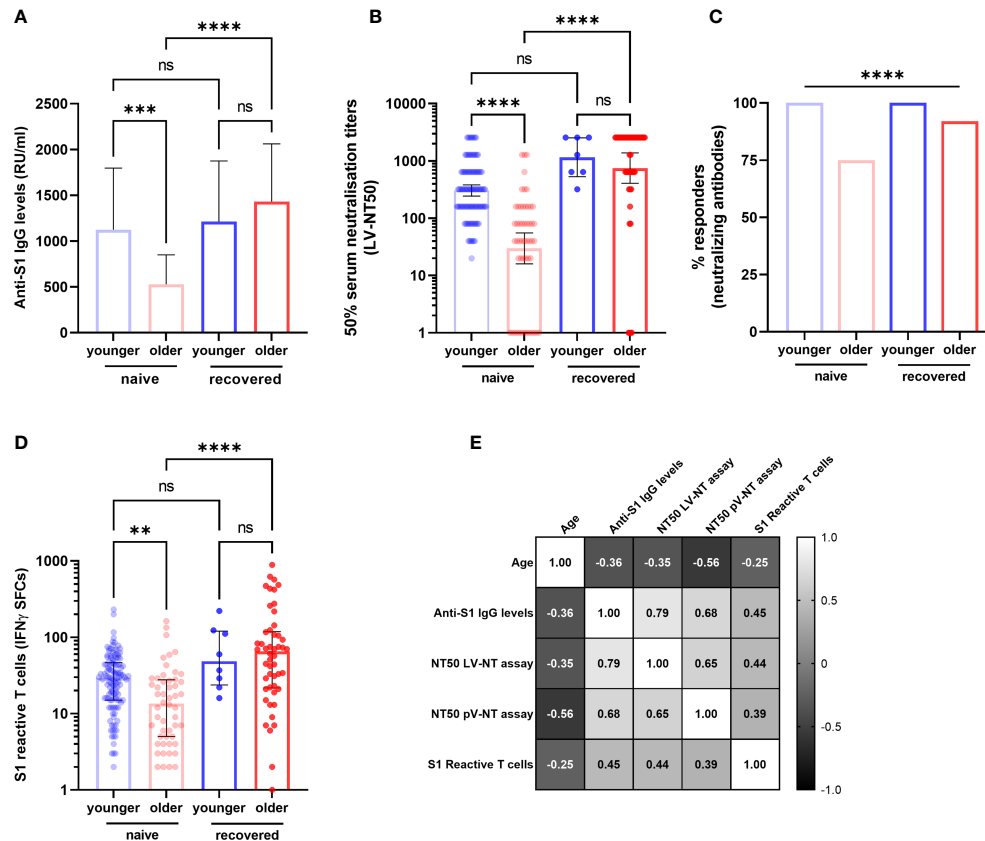 A
****
ns
***
ns
Anti-S1 IgG levels (RU/ml)
2500
2000
1500
1000
500
0
younger older younger older
naive recovered
B
****
ns
****
ns
50% serum neutralisation titers
(LV-NT50)
10000
1000
100
10
1
younger older younger older
naive recovered
C
****
% responders
(neutralizing antibodies)
100
75
50
25
0
younger older younger older
naive recovered
D
****
ns
**
ns
S1 reactive T cells (IFNγ SFCs)
1000
100
10
1
younger older younger older
naive recovered
E
Age
Anti-S1 IgG levels
NT50 LV-NT assay
NT50 pV-NT assay
S1 Reactive T cells
Age 1.00 -0.36 -0.35 -0.56 -0.25
Anti-S1 IgG levels -0.36 1.00 0.79 0.68 0.45
NT50 LV-NT assay -0.35 0.79 1.00 0.65 0.44
NT50 pV-NT assay -0.56 0.68 0.65 1.00 0.39
S1 Reactive T cells -0.25 0.45 0.44 0.39 1.00
1.0
0.5
0
-0.5
-1.0